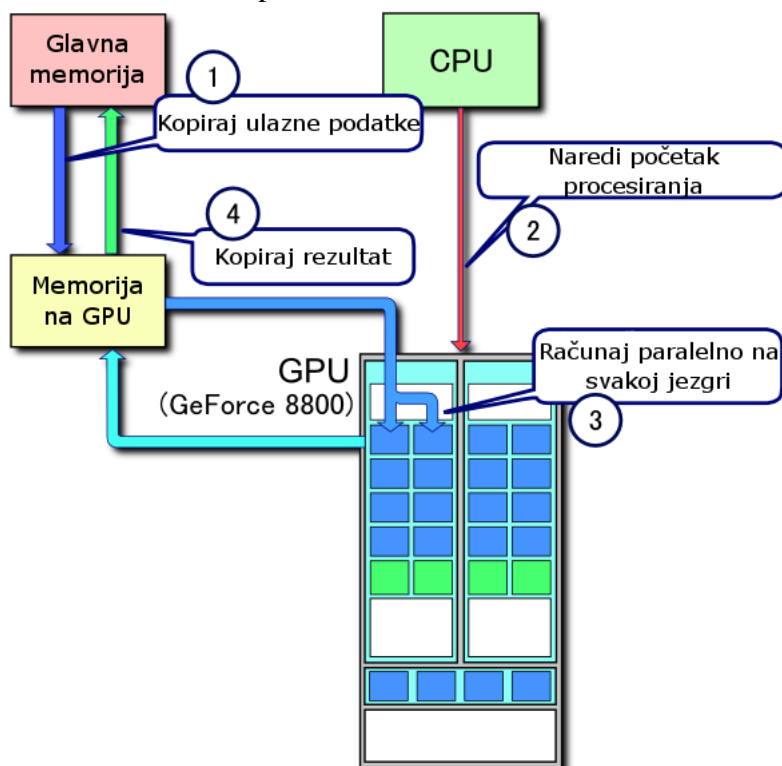 Glavna
memorija
CPU
1
Kopiraj ulazne podatke
Naredi početak
procesiranja
2
4
Kopiraj rezultat
Memorija
na GPU
GPU
(GeForce 8800)
Računaj paralelno na
svakoj jezgri
3